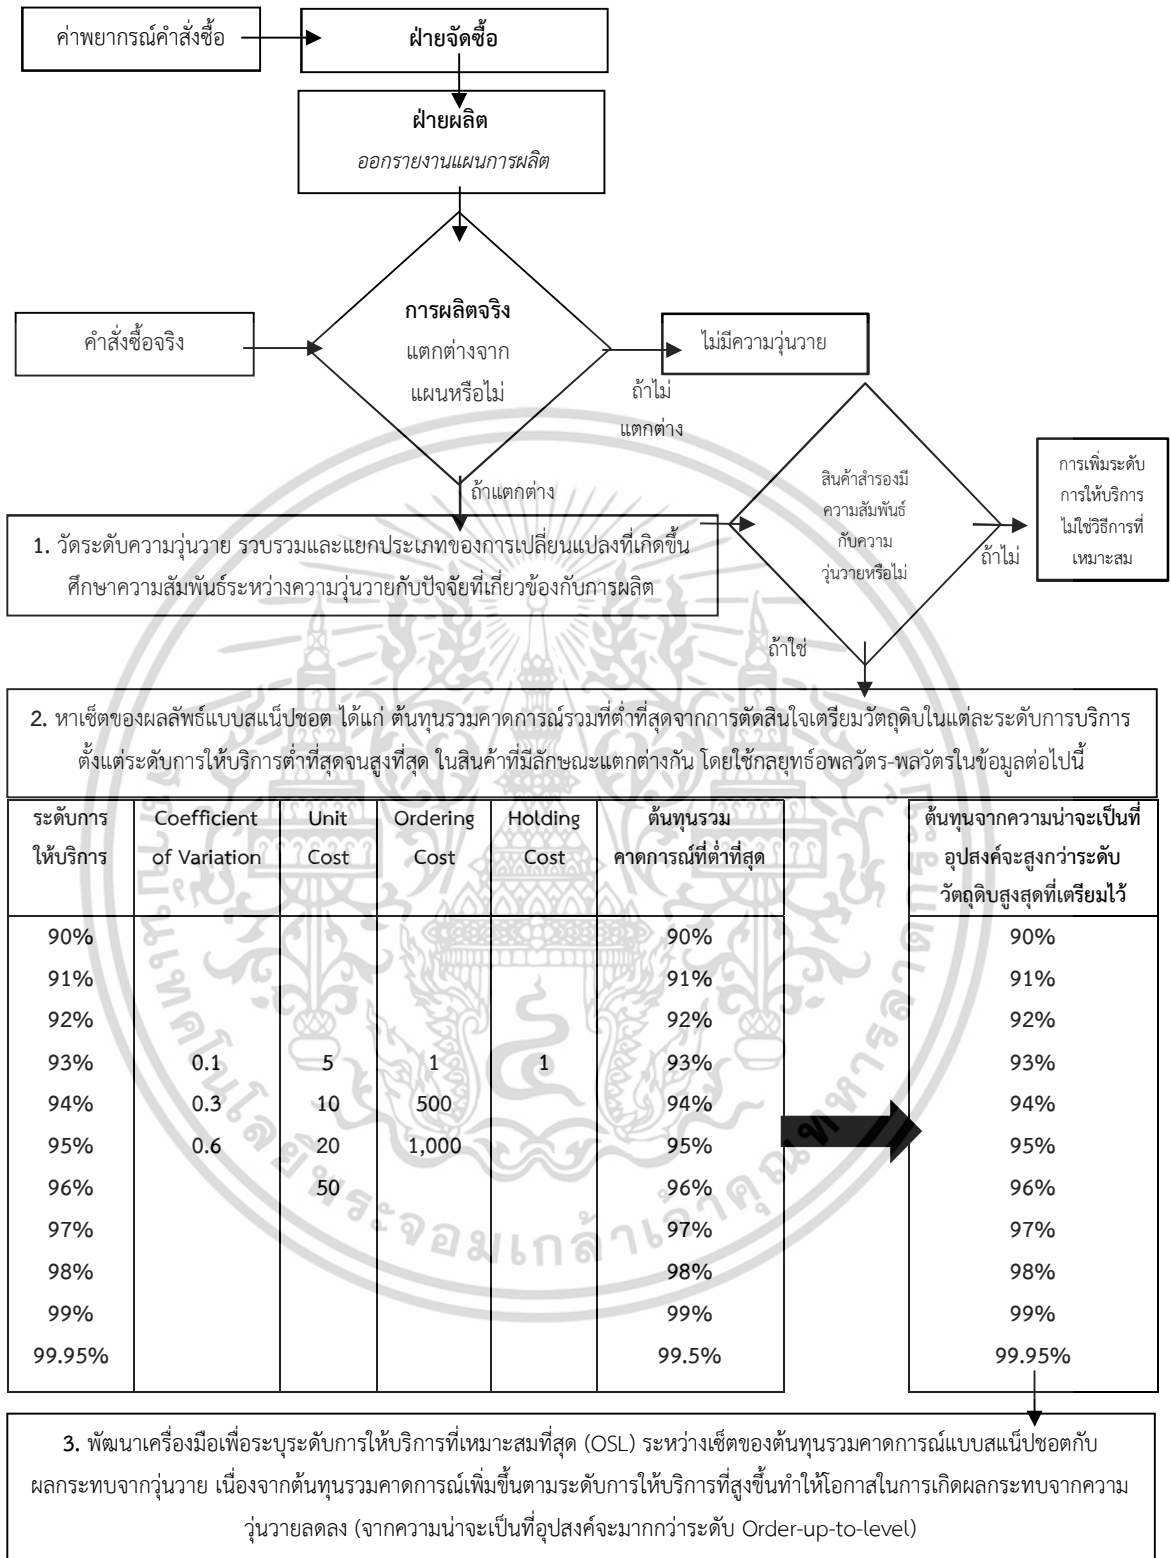 ค่าพยากรณ์คำสั่งซื้อ
ฝ่ายจัดซื้อ
ฝ่ายผลิต
ออกรายงานแผนการผลิต
คำสั่งซื้อจริง
การผลิตจริง
แตกต่างจาก
แผนหรือไม่
ไม่มีความวุ่นวาย
ถ้าไม่
แตกต่าง
ถ้าแตกต่าง
1. วัดระดับความวุ่นวาย รวบรวมและแยกประเภทของการเปลี่ยนแปลงที่เกิดขึ้น
ศึกษาความสัมพันธ์ระหว่างความวุ่นวายกับปัจจัยที่เกี่ยวข้องกับการผลิต
สินค้าสำรองมี
ความสัมพันธ์
กับความ
วุ่นวายหรือไม่
ถ้าไม่
การเพิ่มระดับ
การให้บริการ
ไม่ใช่วิธีการที่
เหมาะสม
ถ้าใช่
2. หาเซ็ตของผลลัพธ์แบบสแน็ปชอต ได้แก่ ต้นทุนรวมคาดการณ์รวมที่ต่ำที่สุดจากการตัดสินใจเตรียมวัตถุดิบในแต่ละระดับการบริการ
ตั้งแต่ระดับการให้บริการต่ำที่สุดจนสูงที่สุด ในสินค้าที่มีลักษณะแตกต่างกัน โดยใช้กลยุทธ์อพลวัตร-พลวัตรในข้อมูลต่อไปนี้
ระดับการ Coefficient Unit Ordering Holding ต้นทุนรวม ต้นทุนจากความน่าจะเป็นที่
ให้บริการ of Variation Cost Cost Cost คาดการณ์ที่ต่ำที่สุด อุปสงค์จะสูงกว่าระดับ
วัตถุดิบสูงสุดที่เตรียมไว้
90% 90% 90%
91% 91% 91%
92% 92% 92%
93% 0.1 5 1 1 93% 93%
94% 0.3 10 500 94% 94%
95% 0.6 20 1,000 95% 95%
96% 50 96% 96%
97% 97% 97%
98% 98% 98%
99% 99% 99%
99.95% 99.5% 99.95%
3. พัฒนาเครื่องมือเพื่อระบุระดับการให้บริการที่เหมาะสมที่สุด (OSL) ระหว่างเซ็ตของต้นทุนรวมคาดการณ์แบบสแน็ปชอตกับ
ผลกระทบจากวุ่นวาย เนื่องจากต้นทุนรวมคาดการณ์เพิ่มขึ้นตามระดับการให้บริการที่สูงขึ้นทำให้โอกาสในการเกิดผลกระทบจากความ
วุ่นวายลดลง (จากความน่าจะเป็นที่อุปสงค์จะมากกว่าระดับ Order-up-to-level)
สถาบันเทคโนโลยีพระจอมเกล้าเจ้าคุณทหารลาดกระบัง